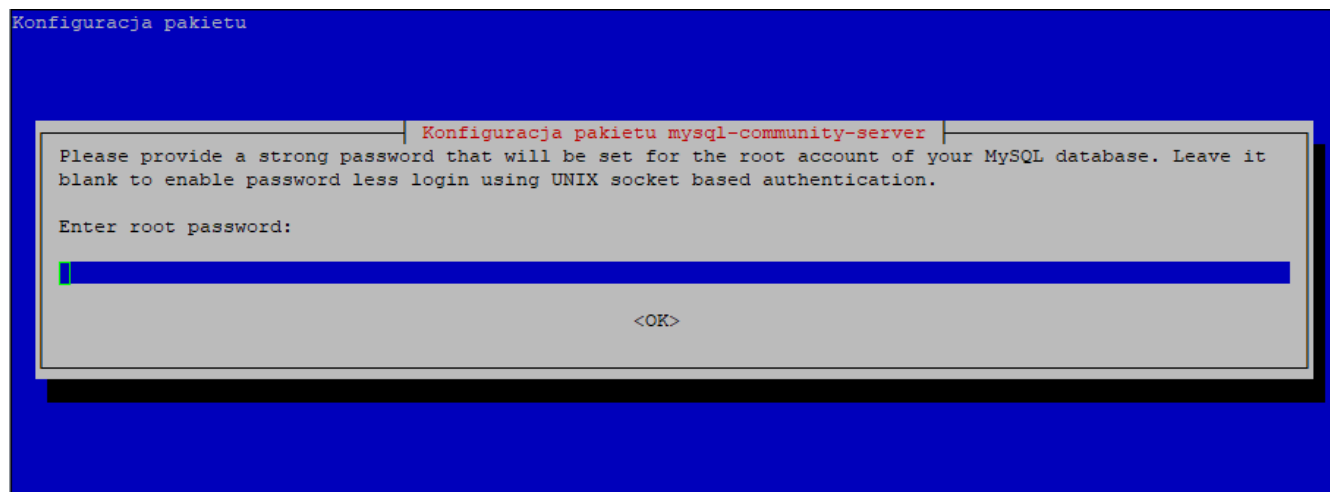 Konfiguracja pakietu
Konfiguracja pakietu mysql-community-server
Please provide a strong password that will be set for the root account of your MySQL database. Leave it
blank to enable password less login using UNIX socket based authentication.
Enter root password:
<OK>